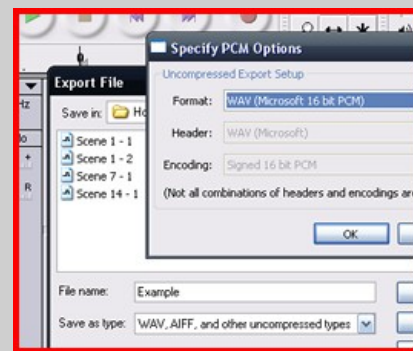 Specify PCM Options
Uncompressed Export Setup
Format: WAV (Microsoft 16 bit PCM)
Header: WAV (Microsoft)
Encoding: Signed 16 bit PCM
(Not all combinations of headers and encodings
OK
Hz
Export File
Save in:
Scene 1 - 1
Scene 1 - 2
Scene 7 - 1
Scene 14 - 1
+
R
File name: Example
Save as type: WAV, AIFF, and other uncompressed types